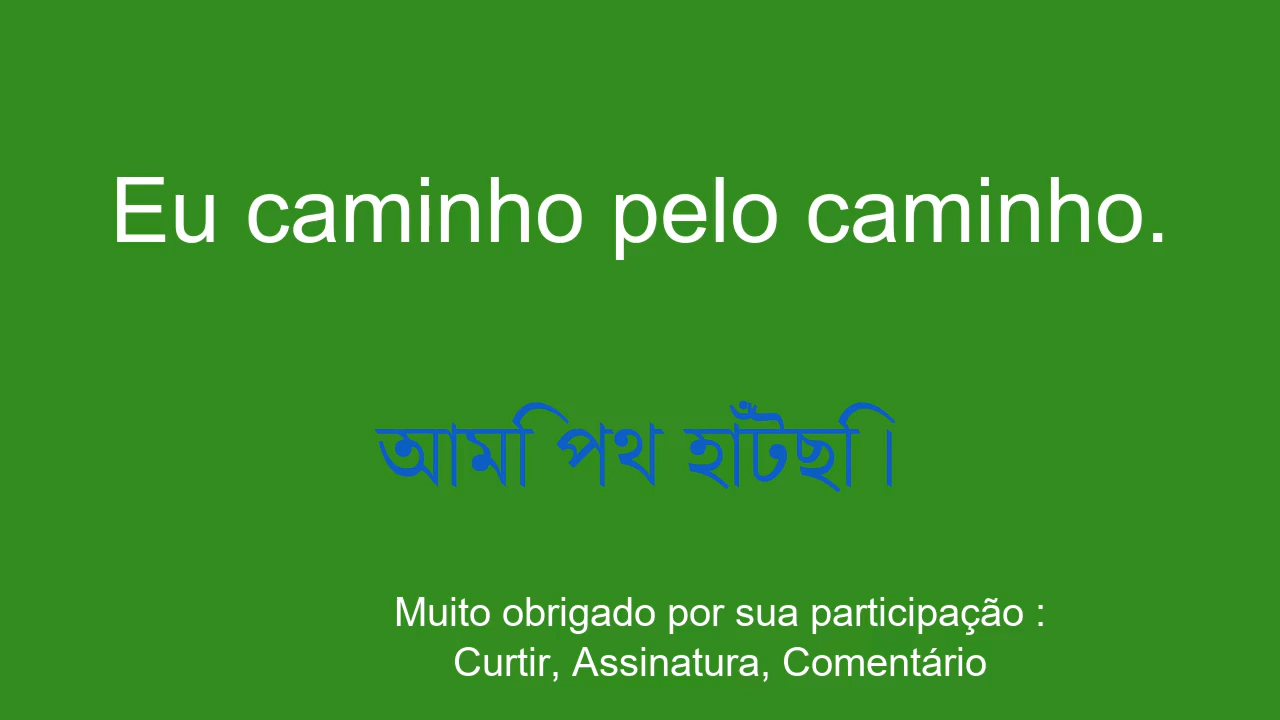 Eu caminho pelo caminho.
আমি পথ হাঁটছি।
Muito obrigado por sua participação :
Curtir, Assinatura, Comentário